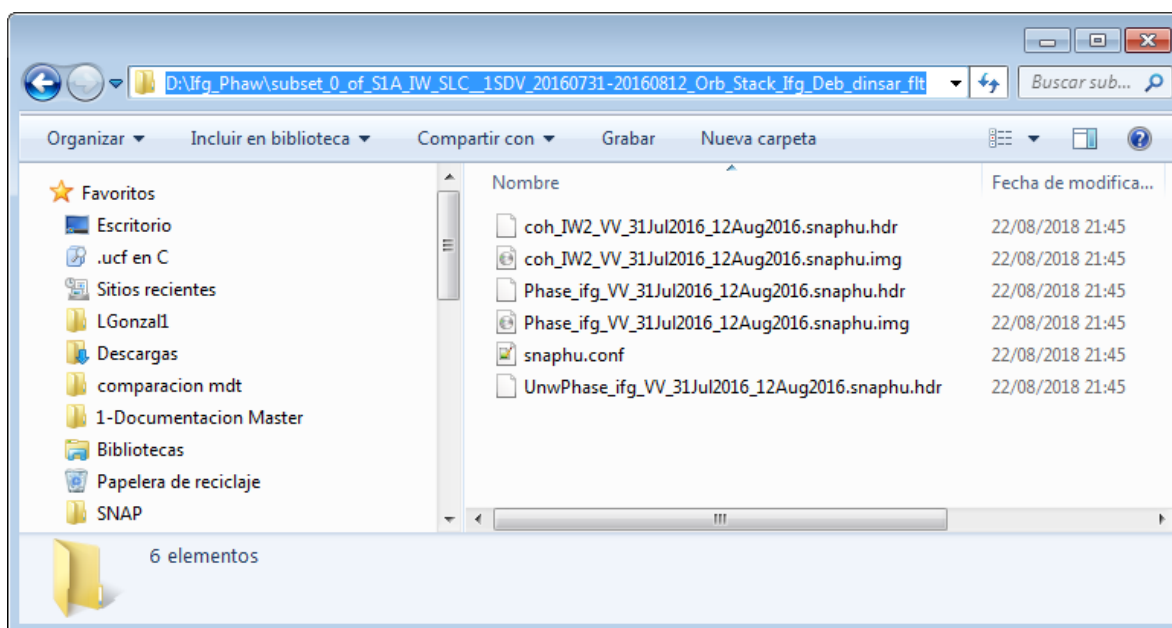 D:\Ifg_Phaw\subset_0_of_S1A_IW_SLC__1SDV_20160731-20160812_Orb_Stack_Ifg_Deb_dinsar_flt Buscar sub...
Organizar Incluir en biblioteca Compartir con Grabar Nueva carpeta
Favoritos
Escritorio
.ucf en C
Sitios recientes
LGonzal1
Descargas
comparacion mdt
1-Documentacion Master
Bibliotecas
Papelera de reciclaje
SNAP
Nombre Fecha de modifica...
coh_IW2_VV_31Jul2016_12Aug2016.snaphu.hdr 22/08/2018 21:45
coh_IW2_VV_31Jul2016_12Aug2016.snaphu.img 22/08/2018 21:45
Phase_ifg_VV_31Jul2016_12Aug2016.snaphu.hdr 22/08/2018 21:45
Phase_ifg_VV_31Jul2016_12Aug2016.snaphu.img 22/08/2018 21:45
snaphu.conf 22/08/2018 21:45
UnwPhase_ifg_VV_31Jul2016_12Aug2016.snaphu.hdr 22/08/2018 21:45
6 elementos